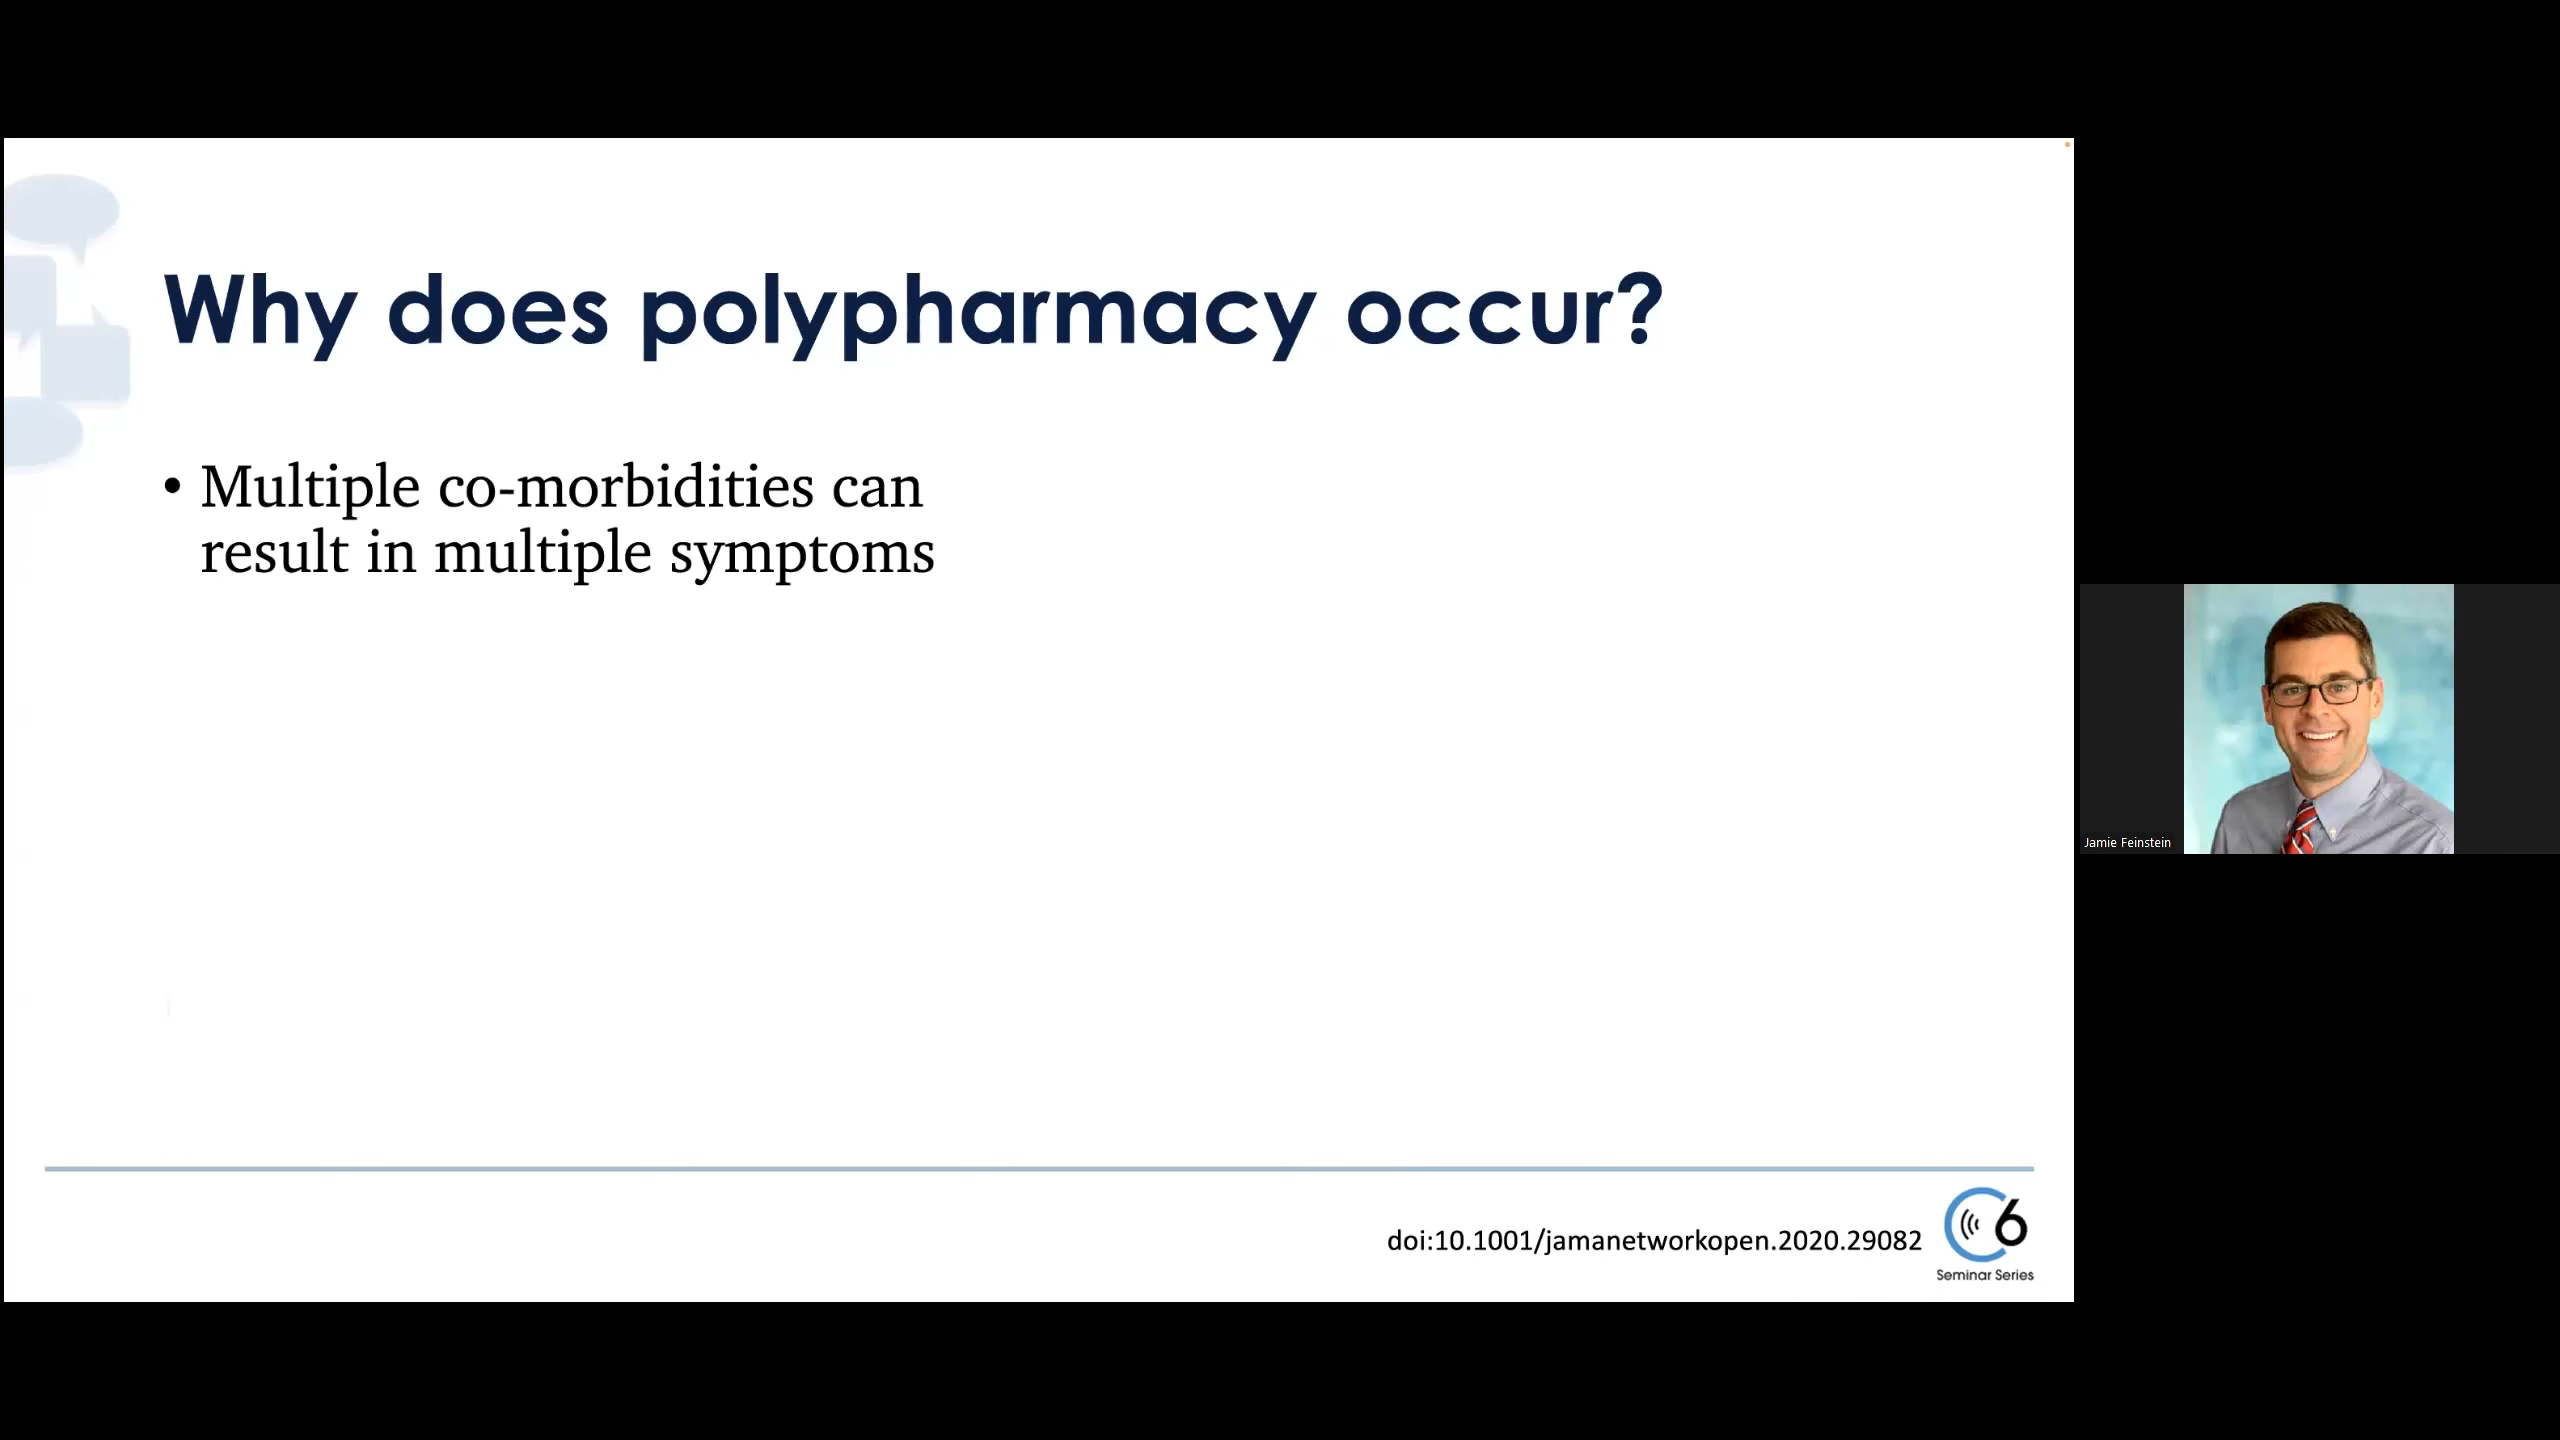 Why does polypharmacy occur?
• Multiple co-morbidities can
result in multiple symptoms
Jamie Feinstein
doi:10.1001/jamanetworkopen.2020.29082
C6
Seminar Series